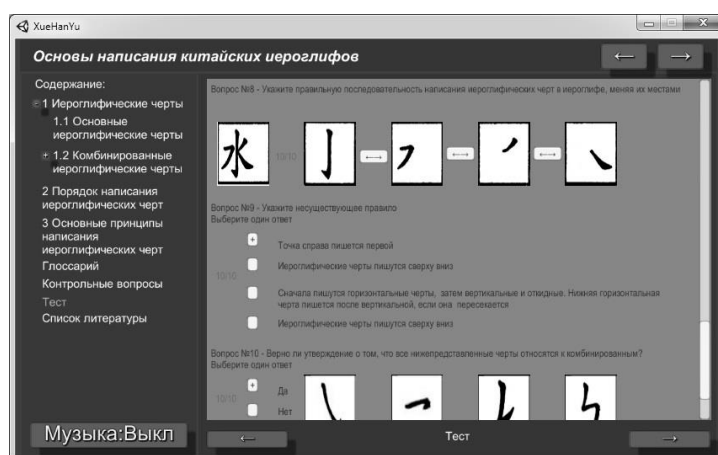 XueHanYu
Основы написания китайских иероглифов
Содержание:
1 Иероглифические черты
1.1 Основные
иероглифические черты
1.2 Комбинированные
иероглифические черты
2 Порядок написания
иероглифических черт
3 Основные принципы
написания
иероглифических черт
Глоссарий
Контрольные вопросы
Тест
Список литературы
Музыка:Выкл
Вопрос №8 - Укажите правильную последовательность написания иероглифических черт в иероглифе, меняя их местами
水
10/10
Вопрос №9 - Укажите несуществующее правило
Выберите один ответ
Точка справа пишется первой
Иероглифические черты пишутся сверху вниз
10/10
Сначала пишутся горизонтальные черты, затем вертикальные и откидные. Нижняя горизонтальная
черта пишется после вертикальной, если она пересекается
Иероглифические черты пишутся сверху вниз
Вопрос №10 - Верно ли утверждение о том, что все нижепредставленные черты относятся к комбинированным?
Выберите один ответ
Да
10/10
Нет
Тест